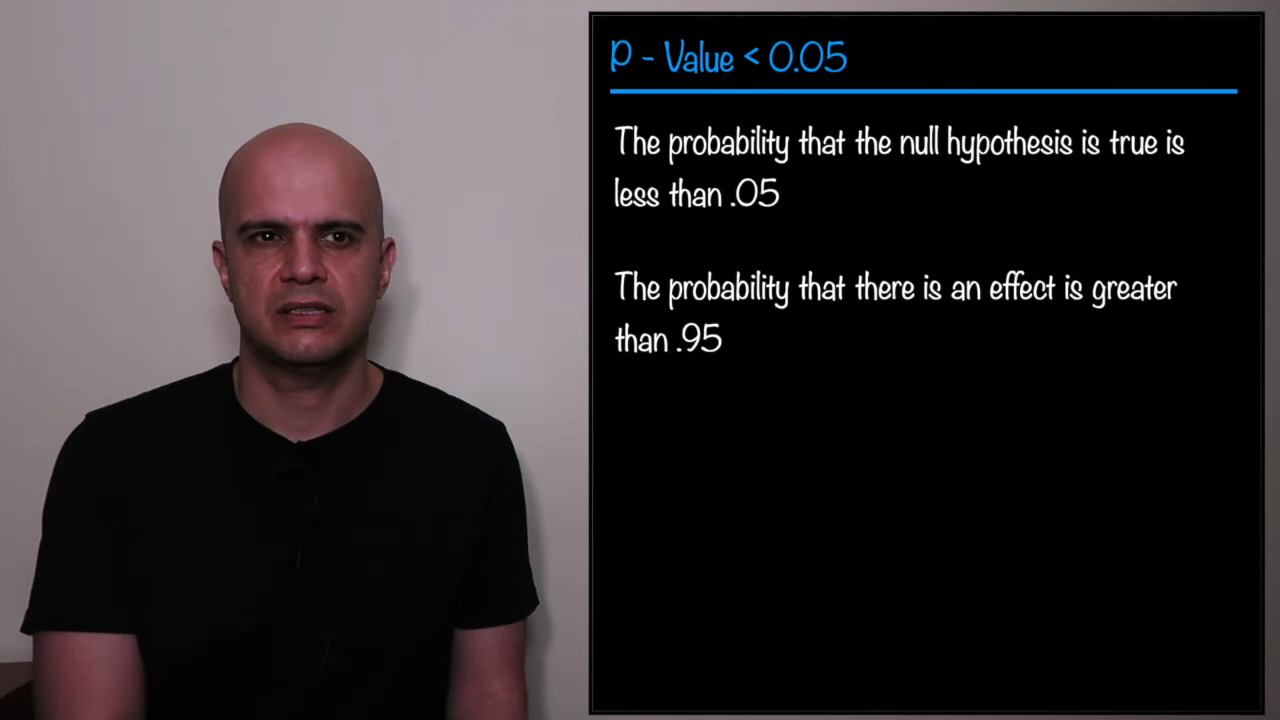 P - Value < 0.05
The probability that the null hypothesis is true is
less than .05
The probability that there is an effect is greater
than .95